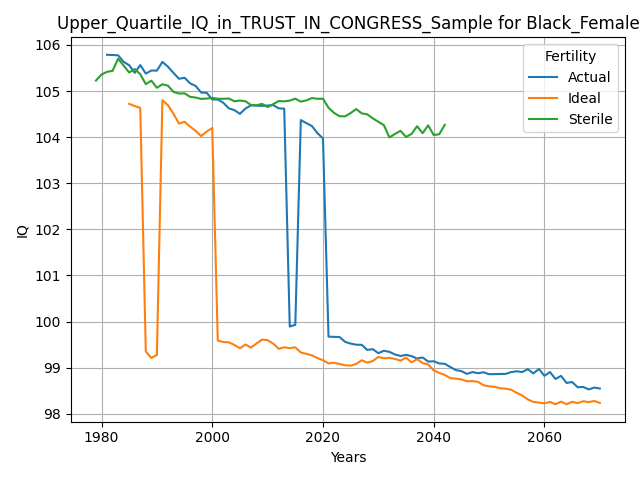 Upper_Quartile_IQ_in_TRUST_IN_CONGRESS_Sample for Black_Female
Fertility
Actual
Ideal
Sterile
106
105
104
103
102
101
100
99
98
IQ
1980
2000
2020
2040
2060
Years